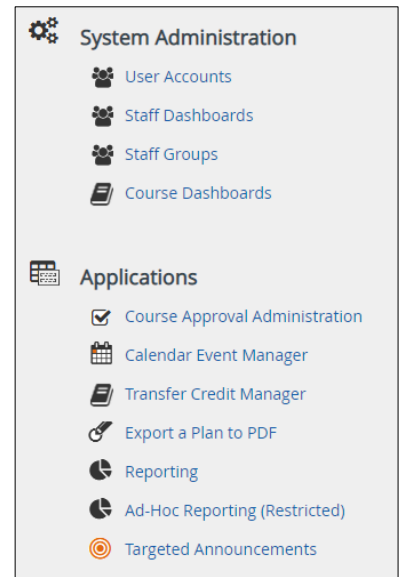 System Administration
User Accounts
Staff Dashboards
Staff Groups
Course Dashboards
Applications
Course Approval Administration
Calendar Event Manager
Transfer Credit Manager
Export a Plan to PDF
Reporting
Ad-Hoc Reporting (Restricted)
Targeted Announcements